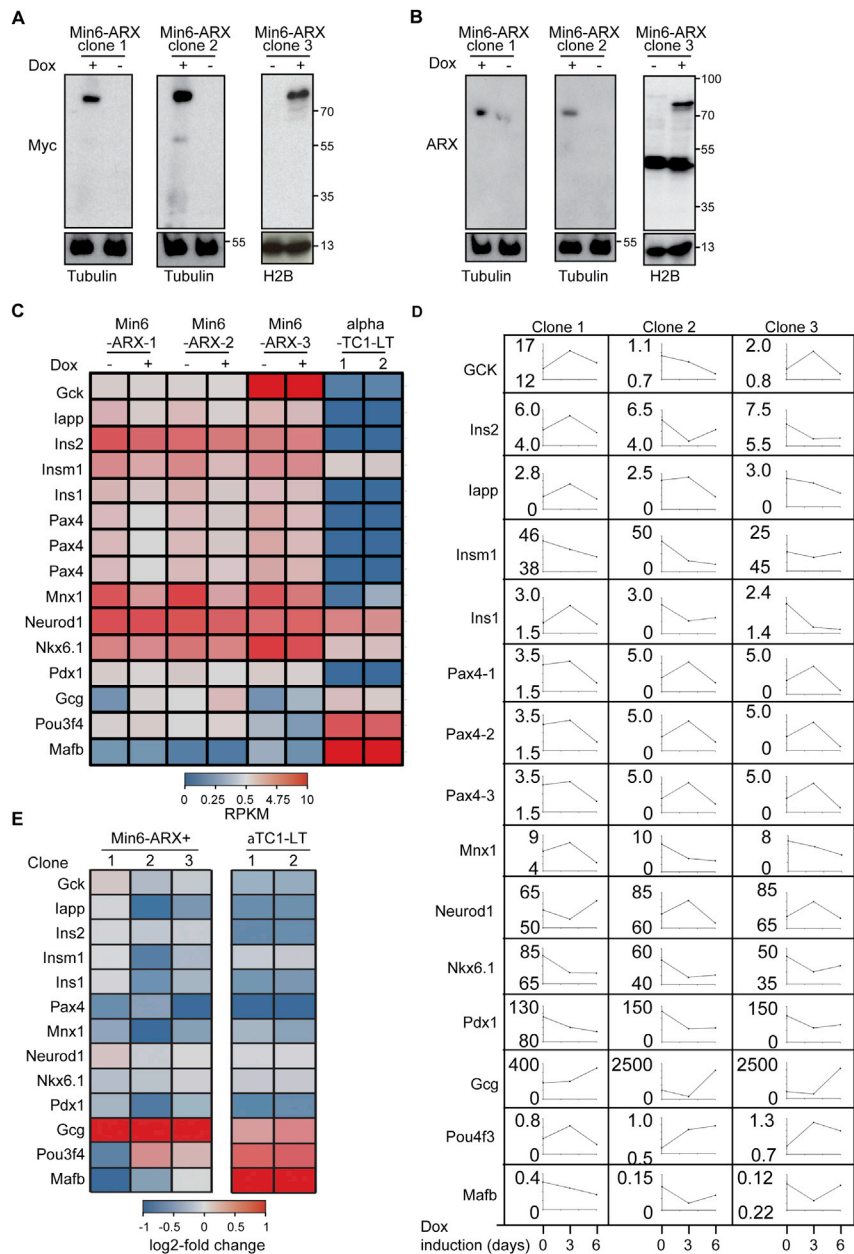 A
Min6-ARX clone 1
Min6-ARX clone 2
Min6-ARX clone 3
Dox + - + - - +
Myc
70
55
35
55
13
Tubulin
Tubulin
H2B
B
Min6-ARX clone 1
Min6-ARX clone 2
Min6-ARX clone 3
Dox + - + - - +
ARX
100
70
55
35
55
13
Tubulin
Tubulin
H2B
C
Min6 -ARX-1
Min6 -ARX-2
Min6 -ARX-3
alpha -TC1-LT
Dox - + - + - + 1 2
Gck
Iapp
Ins2
Insm1
Ins1
Pax4
Pax4
Pax4
Mnx1
Neurod1
Nkx6.1
Pdx1
Gcg
Pou3f4
Mafb
0 0.25 0.5 4.75 10
RPKM
D
Clone 1 Clone 2 Clone 3
GCK 17 12 1.1 0.7 2.0 0.8
Ins2 6.0 4.0 6.5 4.0 7.5 5.5
Iapp 2.8 0 2.5 0 3.0 0
Insm1 46 38 50 0 25 45
Ins1 3.0 1.5 3.0 0 2.4 1.4
Pax4-1 3.5 1.5 5.0 0 5.0 0
Pax4-2 3.5 1.5 5.0 0 5.0 0
Pax4-3 3.5 1.5 5.0 0 5.0 0
Mnx1 9 4 10 0 8 0
Neurod1 65 50 85 60 85 65
Nkx6.1 85 65 60 40 50 35
Pdx1 130 80 150 0 150 0
Gcg 400 0 2500 0 2500 0
Pou4f3 0.8 0 1.0 0.5 1.3 0.7
Mafb 0.4 0 0.15 0 0.12 0.22
Dox
induction (days) 0 3 6 0 3 6 0 3 6
E
Min6-ARX+ aTC1-LT
Clone 1 2 3 1 2
Gck
Iapp
Ins2
Insm1
Ins1
Pax4
Mnx1
Neurod1
Nkx6.1
Pdx1
Gcg
Pou3f4
Mafb
-1 -0.5 0 0.5 1
log2-fold change